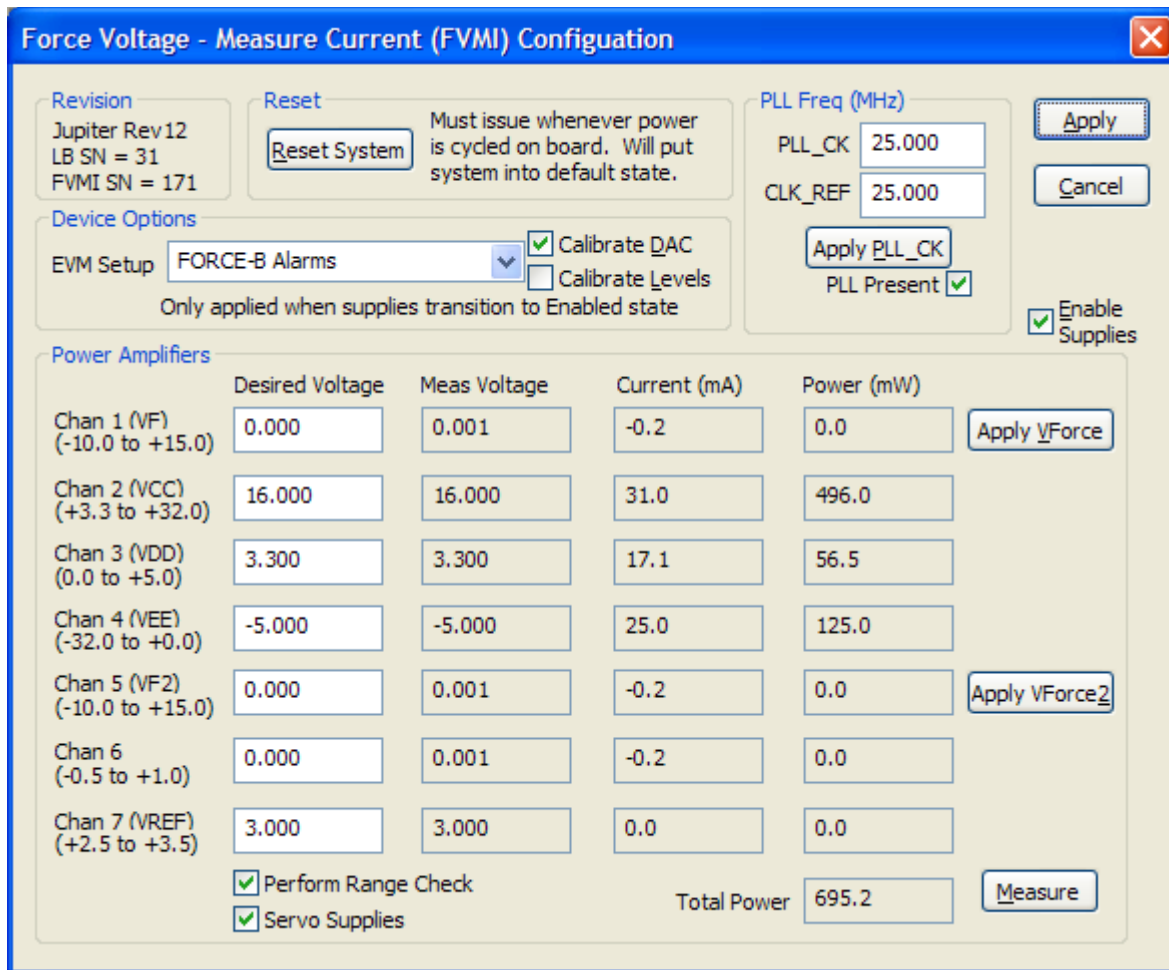 Force Voltage - Measure Current (FVMI) Configuation
Revision
Jupiter Rev12
LB SN = 31
FVMI SN = 171
Reset
Reset System
Must issue whenever power
is cycled on board. Will put
system into default state.
PLL Freq (MHz)
PLL_CK 25.000
CLK_REF 25.000
Apply PLL_CK
PLL Present
Apply
Cancel
Device Options
EVM Setup FORCE-B Alarms
Calibrate DAC
Calibrate Levels
Only applied when supplies transition to Enabled state
Enable
Supplies
Power Amplifiers
Desired Voltage Meas Voltage Current (mA) Power (mW)
Chan 1 (VF)
(-10.0 to +15.0)
0.000 0.001 -0.2 0.0 Apply VForce
Chan 2 (VCC)
(+3.3 to +32.0)
16.000 16.000 31.0 496.0
Chan 3 (VDD)
(0.0 to +5.0)
3.300 3.300 17.1 56.5
Chan 4 (VEE)
(-32.0 to +0.0)
-5.000 -5.000 25.0 125.0
Chan 5 (VF2)
(-10.0 to +15.0)
0.000 0.001 -0.2 0.0 Apply VForce2
Chan 6
(-0.5 to +1.0)
0.000 0.001 -0.2 0.0
Chan 7 (VREF)
(+2.5 to +3.5)
3.000 3.000 0.0 0.0
Perform Range Check
Servo Supplies
Total Power 695.2 Measure